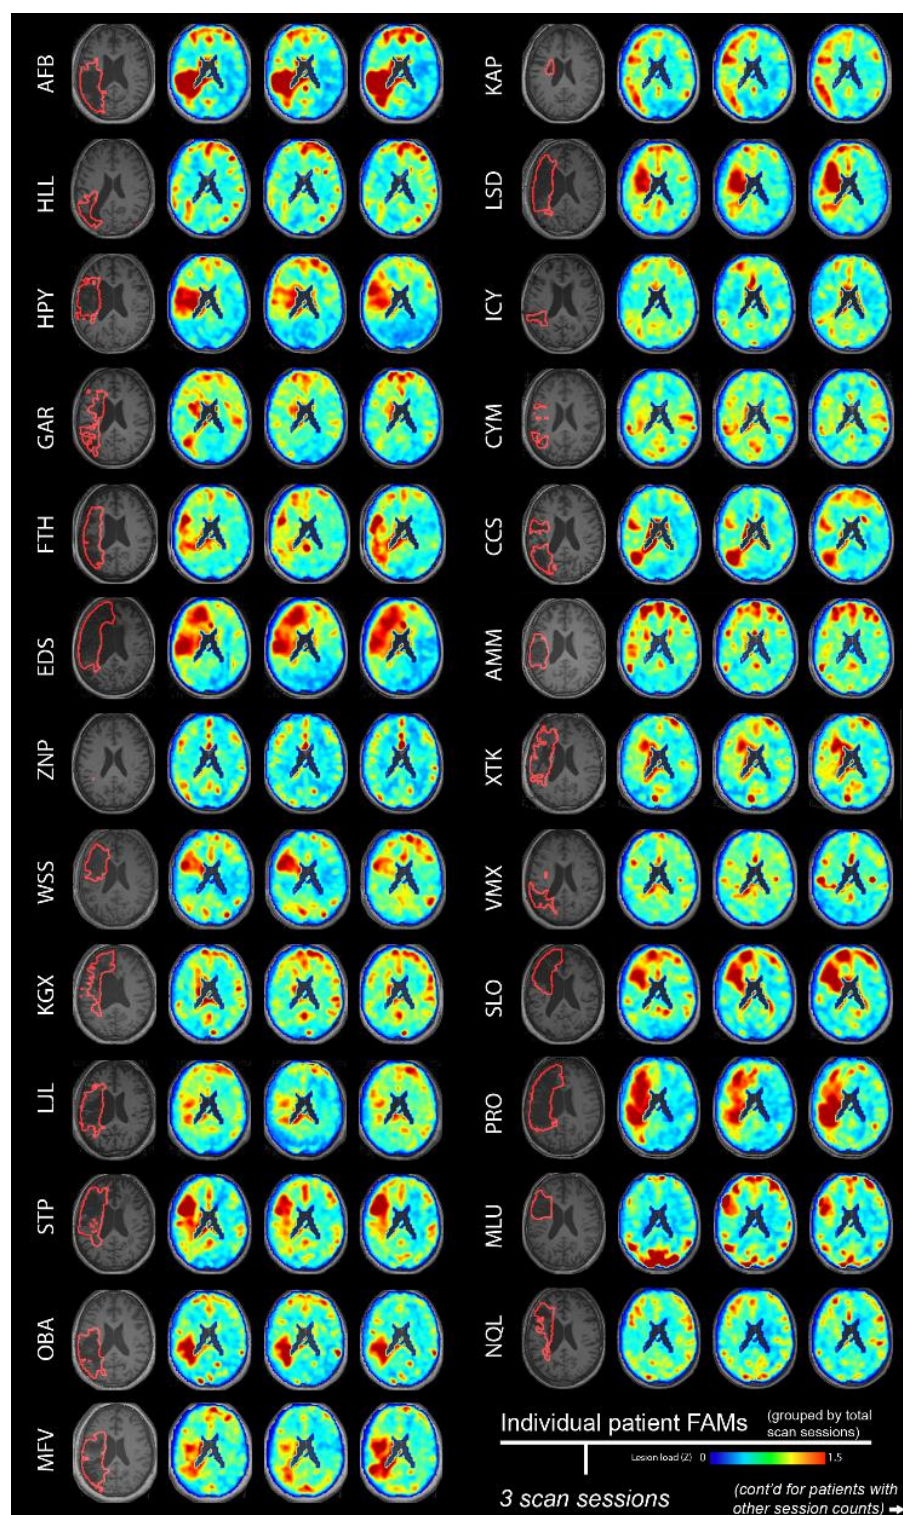 AFB
HLL
HPY
GAR
FTH
EDS
ZNP
WSS
KGX
LJL
STP
OBA
MFV
KAP
LSD
ICY
CYM
CCS
AMM
XTK
VMX
SLO
PRO
MLU
NQL
Individual patient FAMs (grouped by total
scan sessions)
Lesion load (Z) 0 1.5
3 scan sessions
(cont'd for patients with
other session counts)